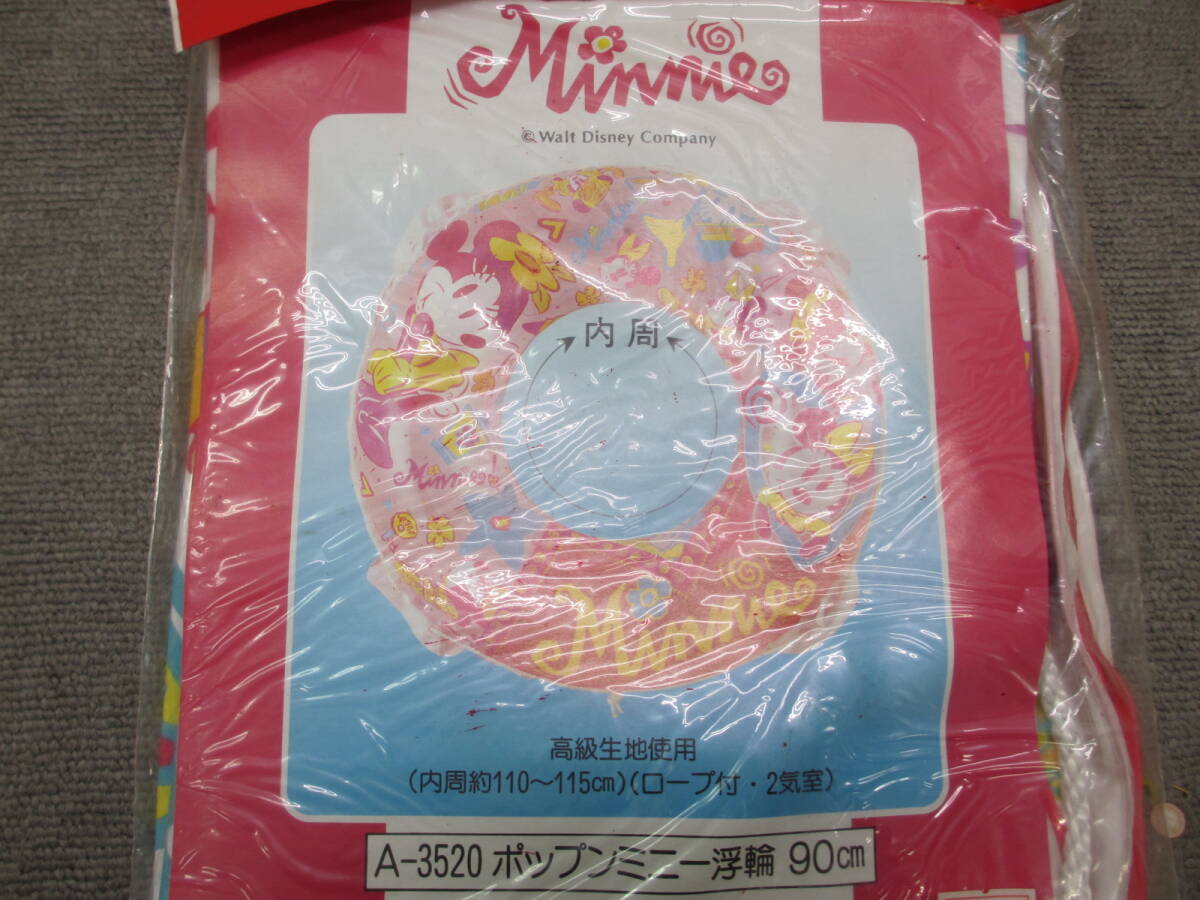 Minnie
© Walt Disney Company
内周
Minnie
Minnie
高級生地使用
(内周約110～115cm)(ロープ付・2気室)
A-3520 ポップンミニー浮輪 90cm